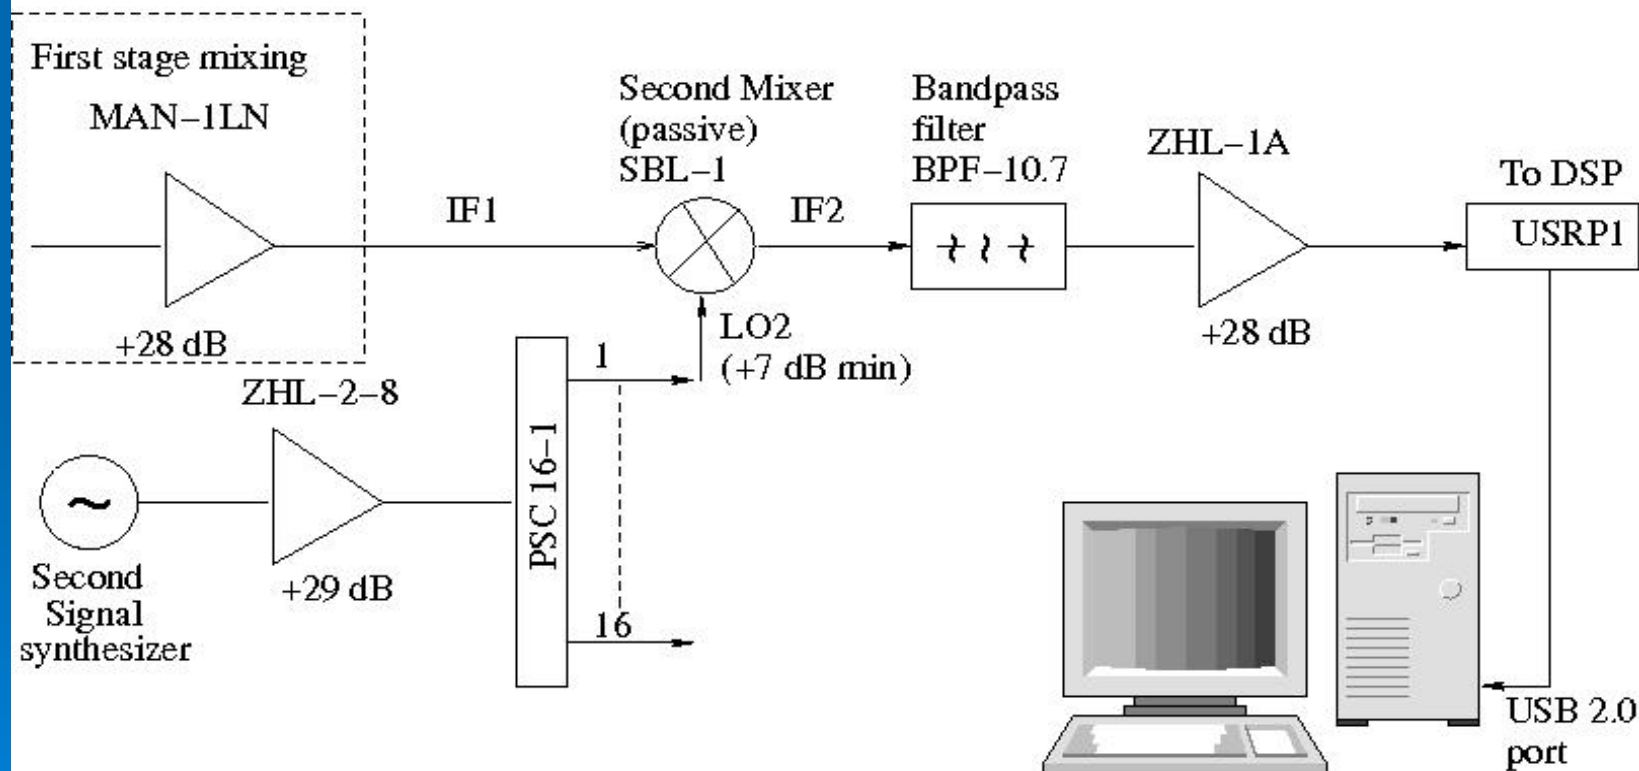 First stage mixing
MAN-1LN
+28 dB
IF1
Second Mixer
(passive)
SBL-1
IF2
Bandpass
filter
BPF-10.7
ZHL-1A
+28 dB
To DSP
USRP1
LO2
(+7 dB min)
1
16
PSC 16-1
ZHL-2-8
+29 dB
~
Second
Signal
synthesizer
USB 2.0
port